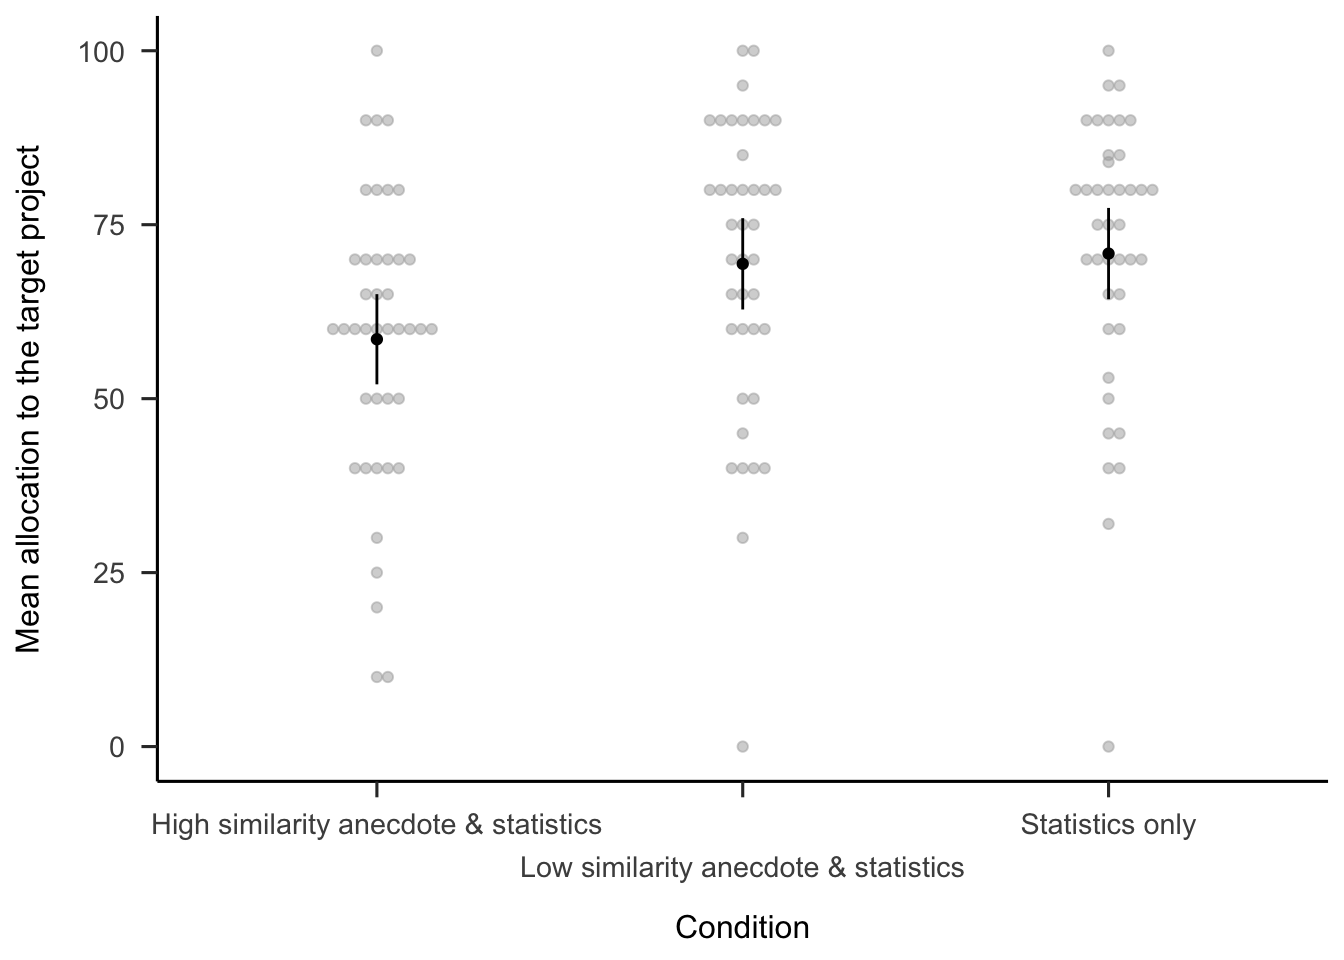 Mean allocation to the target project
100
75
50
25
0
High similarity anecdote & statistics
Statistics only
Low similarity anecdote & statistics
Condition